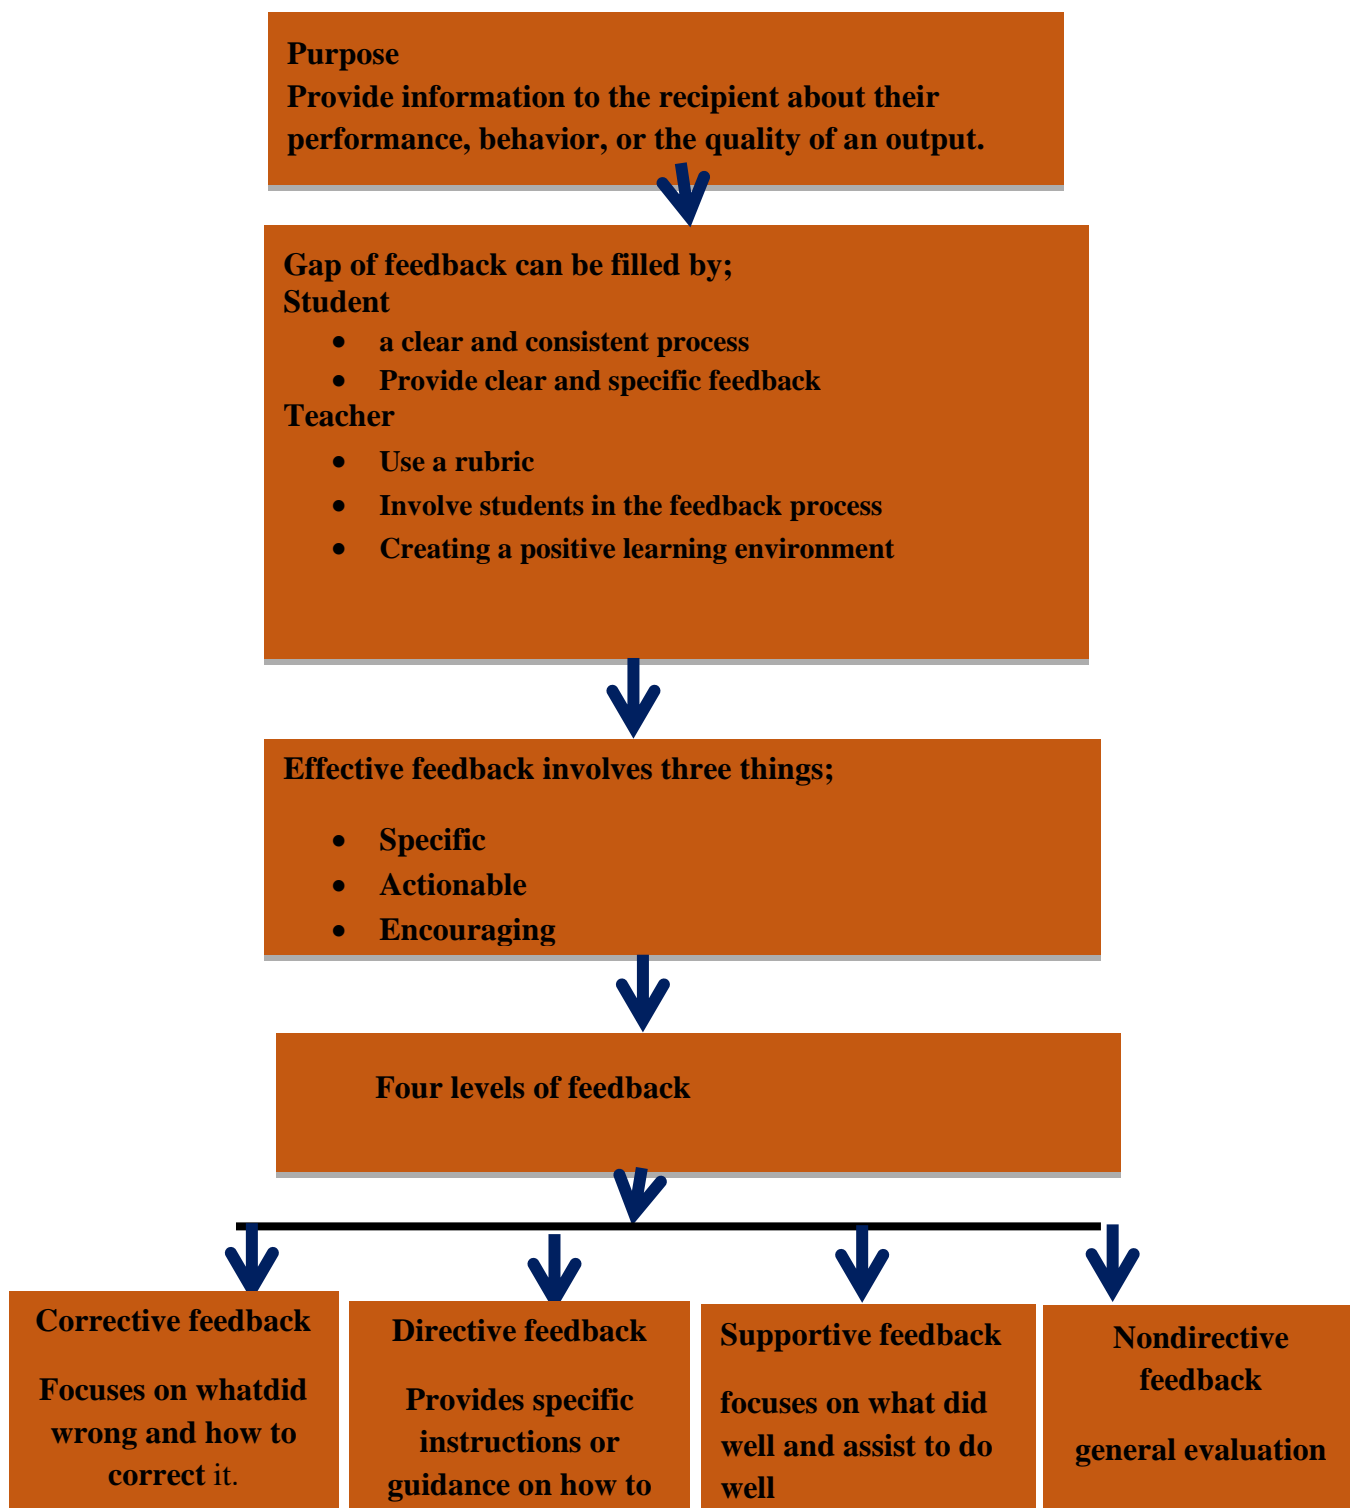 Purpose
Provide information to the recipient about their
performance, behavior, or the quality of an output.
Gap of feedback can be filled by;
Student
• a clear and consistent process
• Provide clear and specific feedback
Teacher
• Use a rubric
• Involve students in the feedback process
• Creating a positive learning environment
Effective feedback involves three things;
• Specific
• Actionable
• Encouraging
Four levels of feedback
Corrective feedback
Focuses on whatdid
wrong and how to
correct it.
Directive feedback
Provides specific
instructions or
guidance on how to
Supportive feedback
focuses on what did
well and assist to do
well
Nondirective
feedback
general evaluation